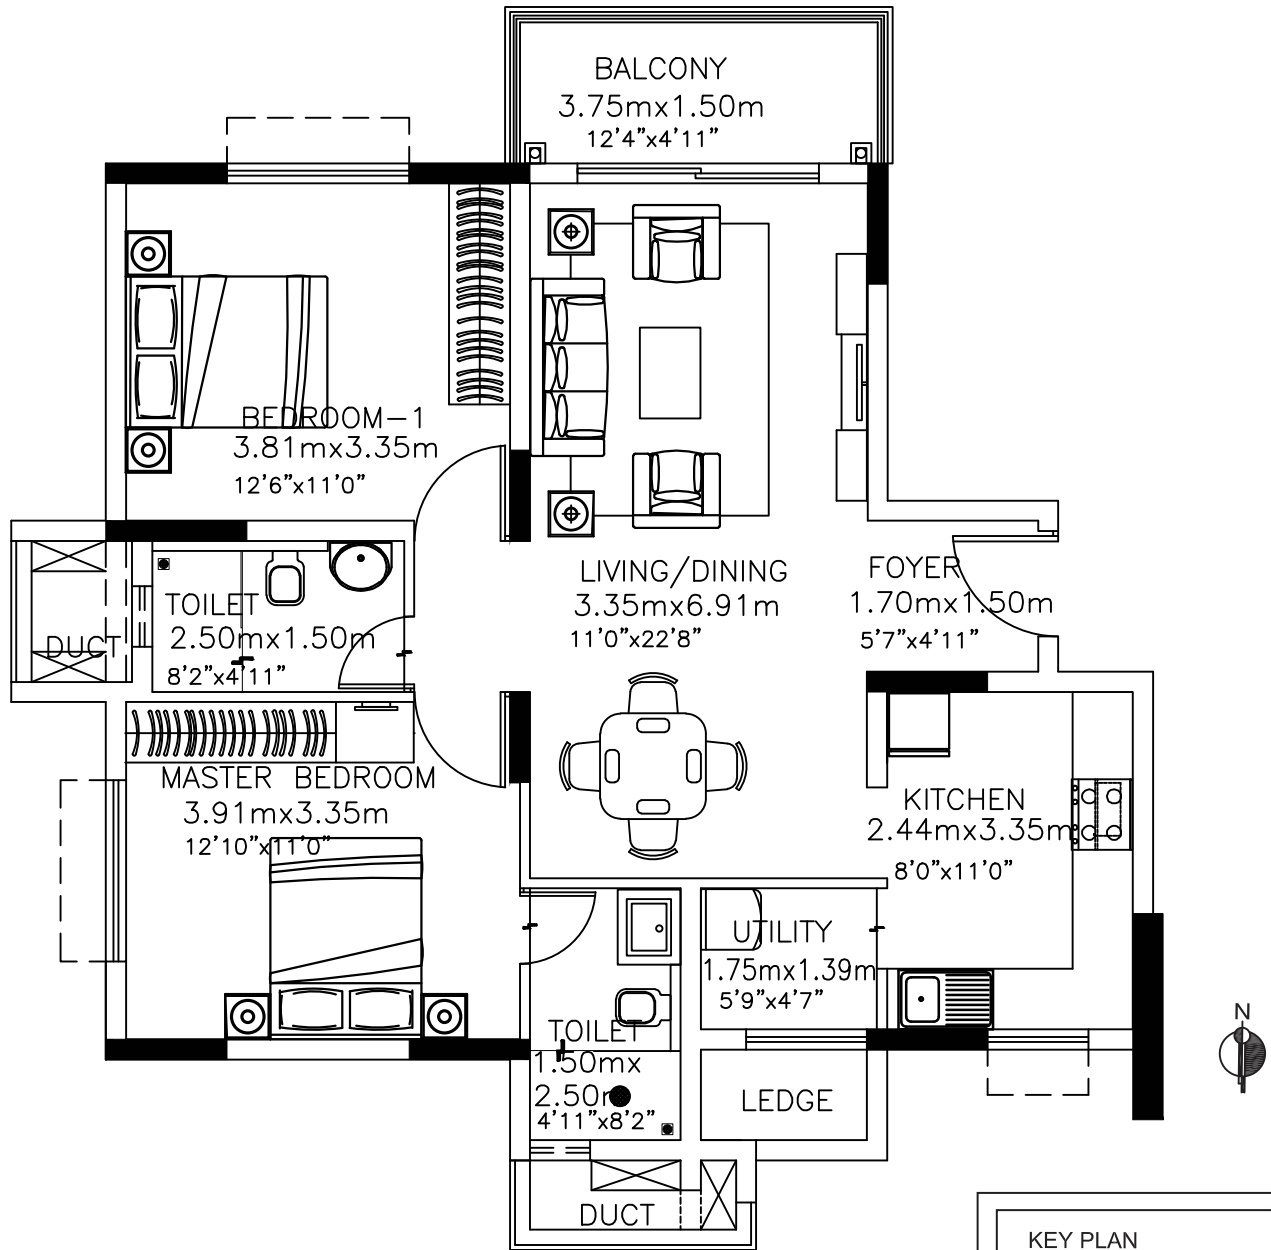 BALCONY
3.75mx1.50m
12'4"x4'11"
BEDROOM-1
3.81mx3.35m
12'6"x11'0"
LIVING/DINING
3.35mx6.91m
11'0"x22'8"
FOYER
1.70mx1.50m
5'7"x4'11"
TOILET
2.50mx1.50m
8'2"x4'11"
DUCT
MASTER BEDROOM
3.91mx3.35m
12'10"x11'0"
KITCHEN
2.44mx3.35m
8'0"x11'0"
UTILITY
1.75mx1.39m
5'9"x4'7"
TOILET
1.50mx
2.50m
4'11"x8'2"
LEDGE
DUCT
N
KEY PLAN